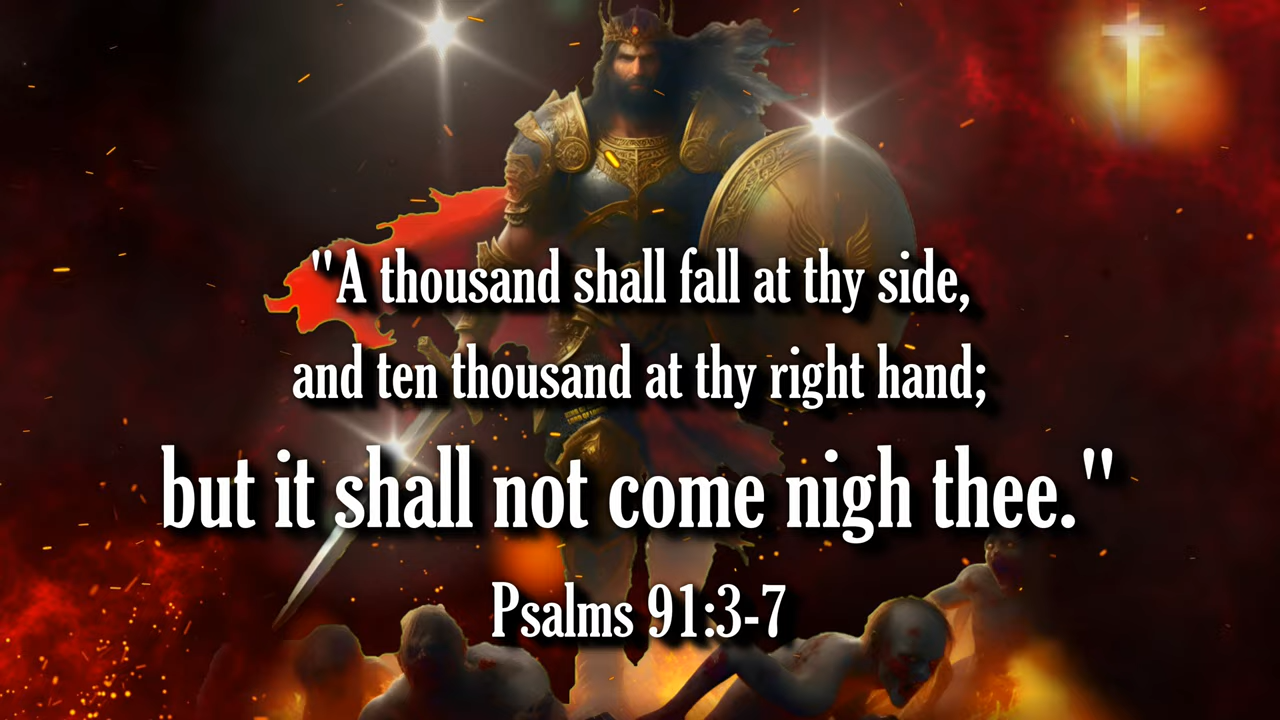 "A thousand shall fall at thy side,
and ten thousand at thy right hand;
but it shall not come nigh thee."
Psalms 91:3-7